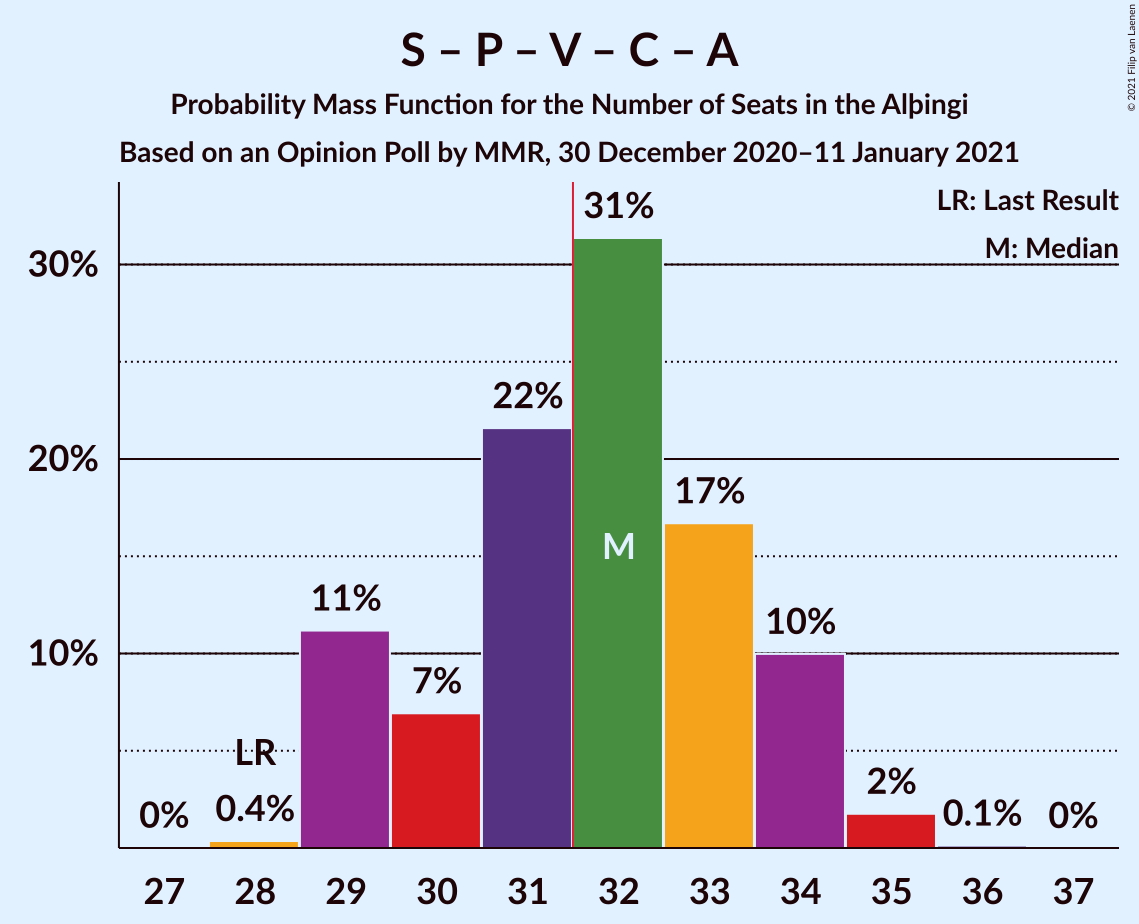 S – P – V – C – A
Probability Mass Function for the Number of Seats in the Alþingi
Based on an Opinion Poll by MMR, 30 December 2020–11 January 2021
© 2021 Filip van Laenen
LR: Last Result
M: Median
30%
20%
10%
0%
LR
0.4%
11%
7%
22%
31%
M
17%
10%
2%
0.1%
0%
27 28 29 30 31 32 33 34 35 36 37